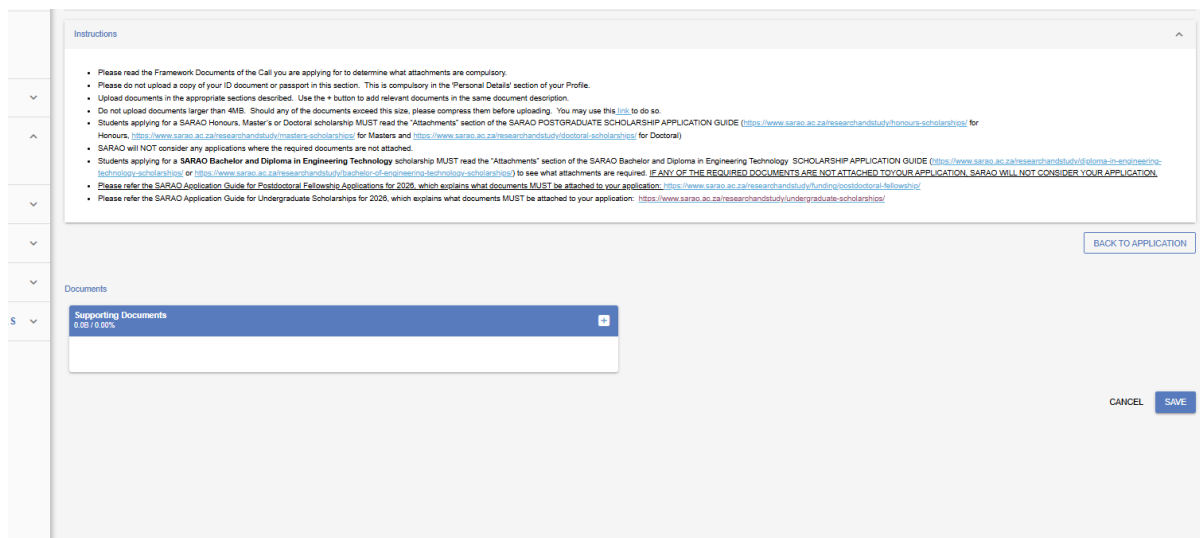 Instructions
• Please read the Framework Documents of the Call you are applying for to determine what attachments are compulsory.
• Please do not upload a copy of your ID document or passport in this section. This is compulsory in the 'Personal Details' section of your Profile.
• Upload documents in the appropriate sections described. Use the + button to add relevant documents in the same document description.
• Do not upload documents larger than 4MB. Should any of the documents exceed this size, please compress them before uploading. You may use this link to do so.
• Students applying for a SARAO Honours, Master's or Doctoral scholarship MUST read the "Attachments" section of the SARAO POSTGRADUATE SCHOLARSHIP APPLICATION GUIDE (https://www.sarao.ac.za/researchandstudy/honours-scholarships/ for
Honours, https://www.sarao.ac.za/researchandstudy/masters-scholarships/ for Masters and https://www.sarao.ac.za/researchandstudy/doctoral-scholarships/ for Doctoral)
• SARAO will NOT consider any applications where the required documents are not attached.
• Students applying for a SARAO Bachelor and Diploma in Engineering Technology scholarship MUST read the "Attachments" section of the SARAO Bachelor and Diploma in Engineering Technology SCHOLARSHIP APPLICATION GUIDE (https://www.sarao.ac.za/researchandstudy/diploma-in-engineering-
technology-scholarships/ or https://www.sarao.ac.za/researchandstudy/bachelor-of-engineering-technology-scholarships/) to see what attachments are required. IF ANY OF THE REQUIRED DOCUMENTS ARE NOT ATTACHED TOYOUR APPLICATION, SARAO WILL NOT CONSIDER YOUR APPLICATION.
• Please refer the SARAO Application Guide for Postdoctoral Fellowship Applications for 2026, which explains what documents MUST be attached to your application: https://www.sarao.ac.za/researchandstudy/funding/postdoctoral-fellowship/
• Please refer the SARAO Application Guide for Undergraduate Scholarships for 2026, which explains what documents MUST be attached to your application: https://www.sarao.ac.za/researchandstudy/undergraduate-scholarships/
BACK TO APPLICATION
Documents
S
Supporting Documents
0.0B / 0.00%
CANCEL SAVE